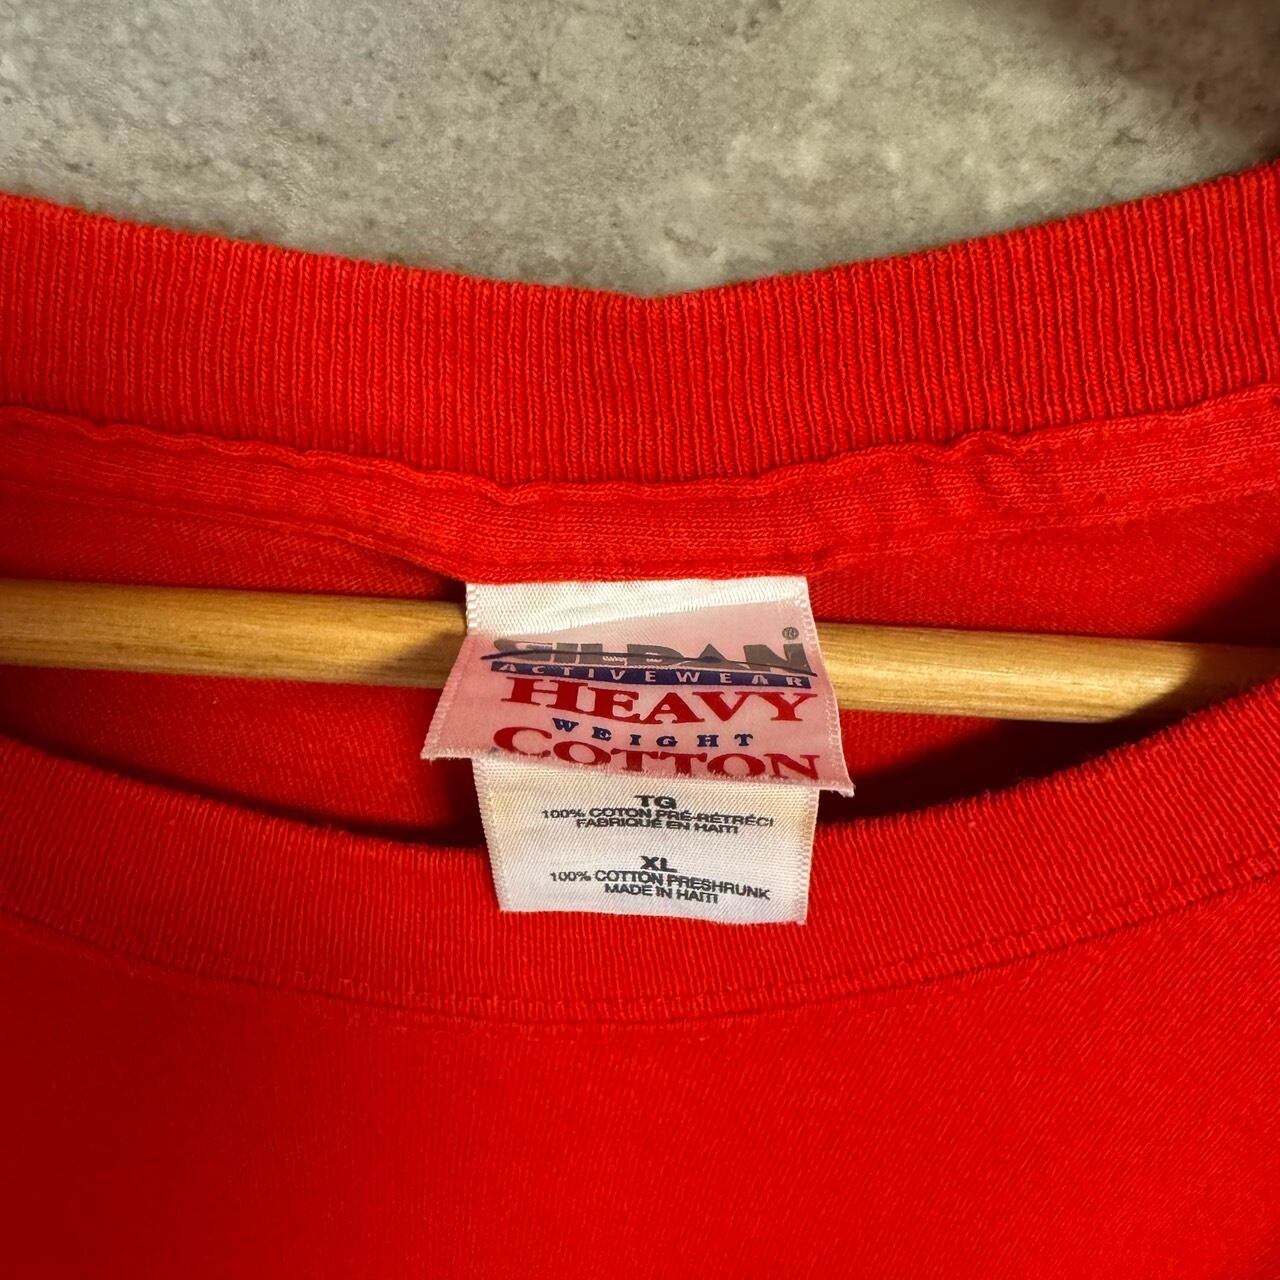 GILDAN®
ACTIVEWEAR
HEAVY
WEIGHT
COTTON
TG
100% COTON PRÉ-RÉTRÉCI
FABRIQUÉ EN HAITI
XL
100% COTTON PRESHRUNK
MADE IN HAITI